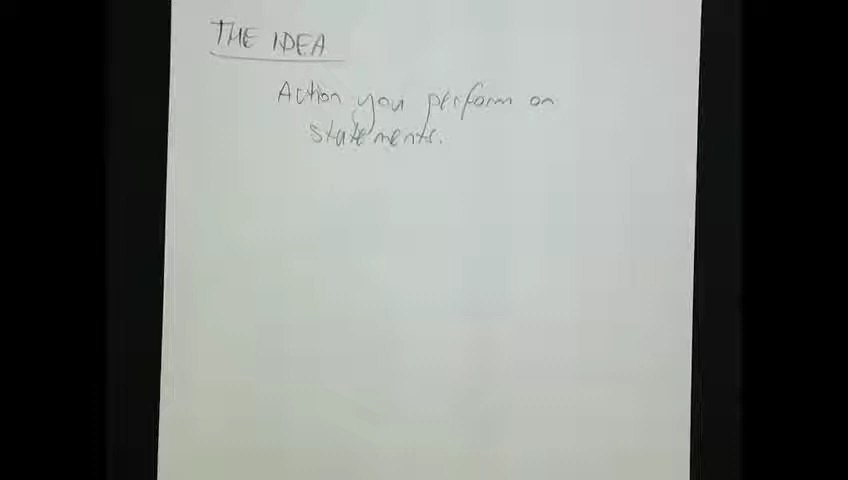 THE IDEA
Action you perform on
statements.